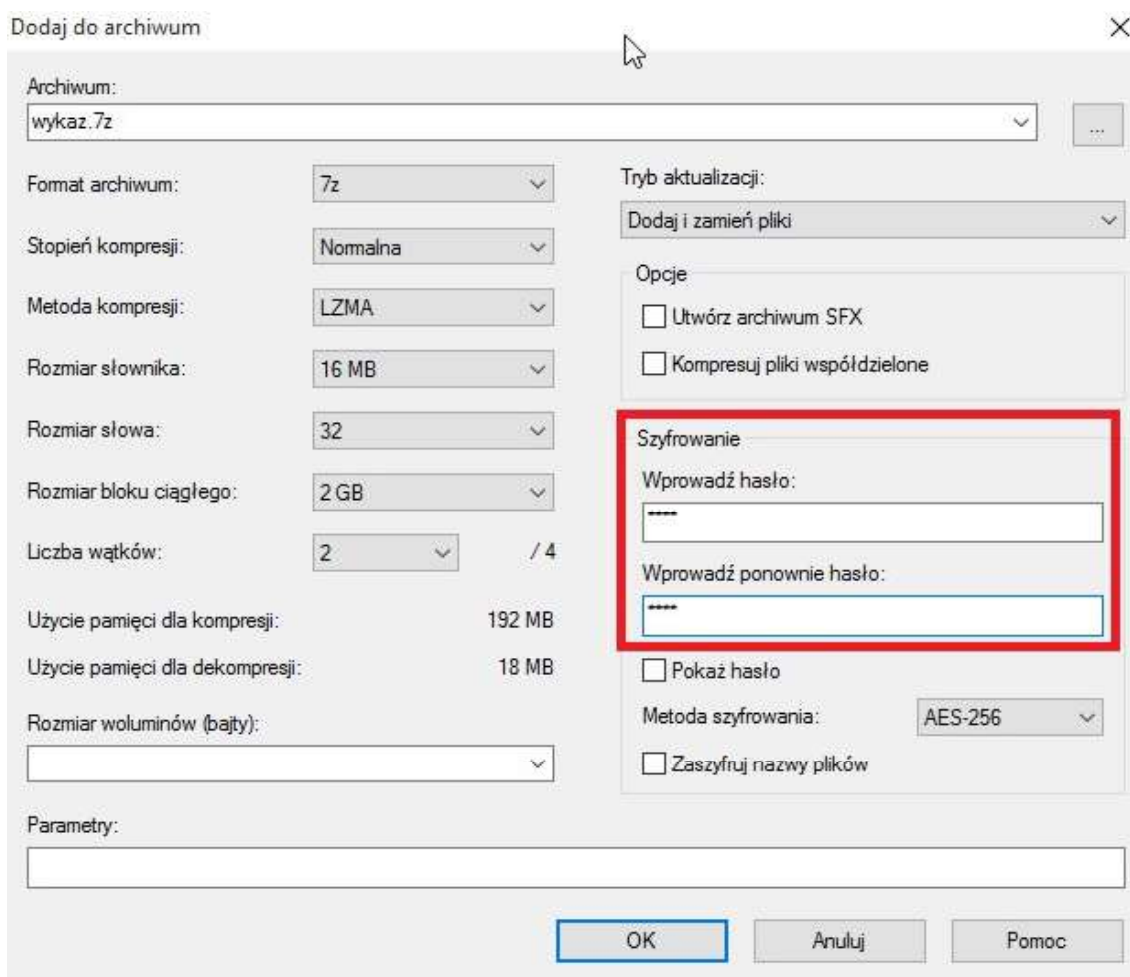 Dodaj do archiwum
Archiwum:
wykaz.7z
...
Format archiwum:
7z
Stopień kompresji:
Normalna
Metoda kompresji:
LZMA
Rozmiar słownika:
16 MB
Rozmiar słowa:
32
Rozmiar bloku ciągłego:
2 GB
Liczba wątków:
2
/ 4
Użycie pamięci dla kompresji:
192 MB
Użycie pamięci dla dekompresji:
18 MB
Rozmiar woluminów (bajty):
Tryb aktualizacji:
Dodaj i zamień pliki
Opcje
Utwórz archiwum SFX
Kompresuj pliki współdzielone
Szyfrowanie
Wprowadź hasło:
****
Wprowadź ponownie hasło:
****
Pokaż hasło
Metoda szyfrowania:
AES-256
Zaszyfruj nazwy plików
Parametry:
OK
Anuluj
Pomoc